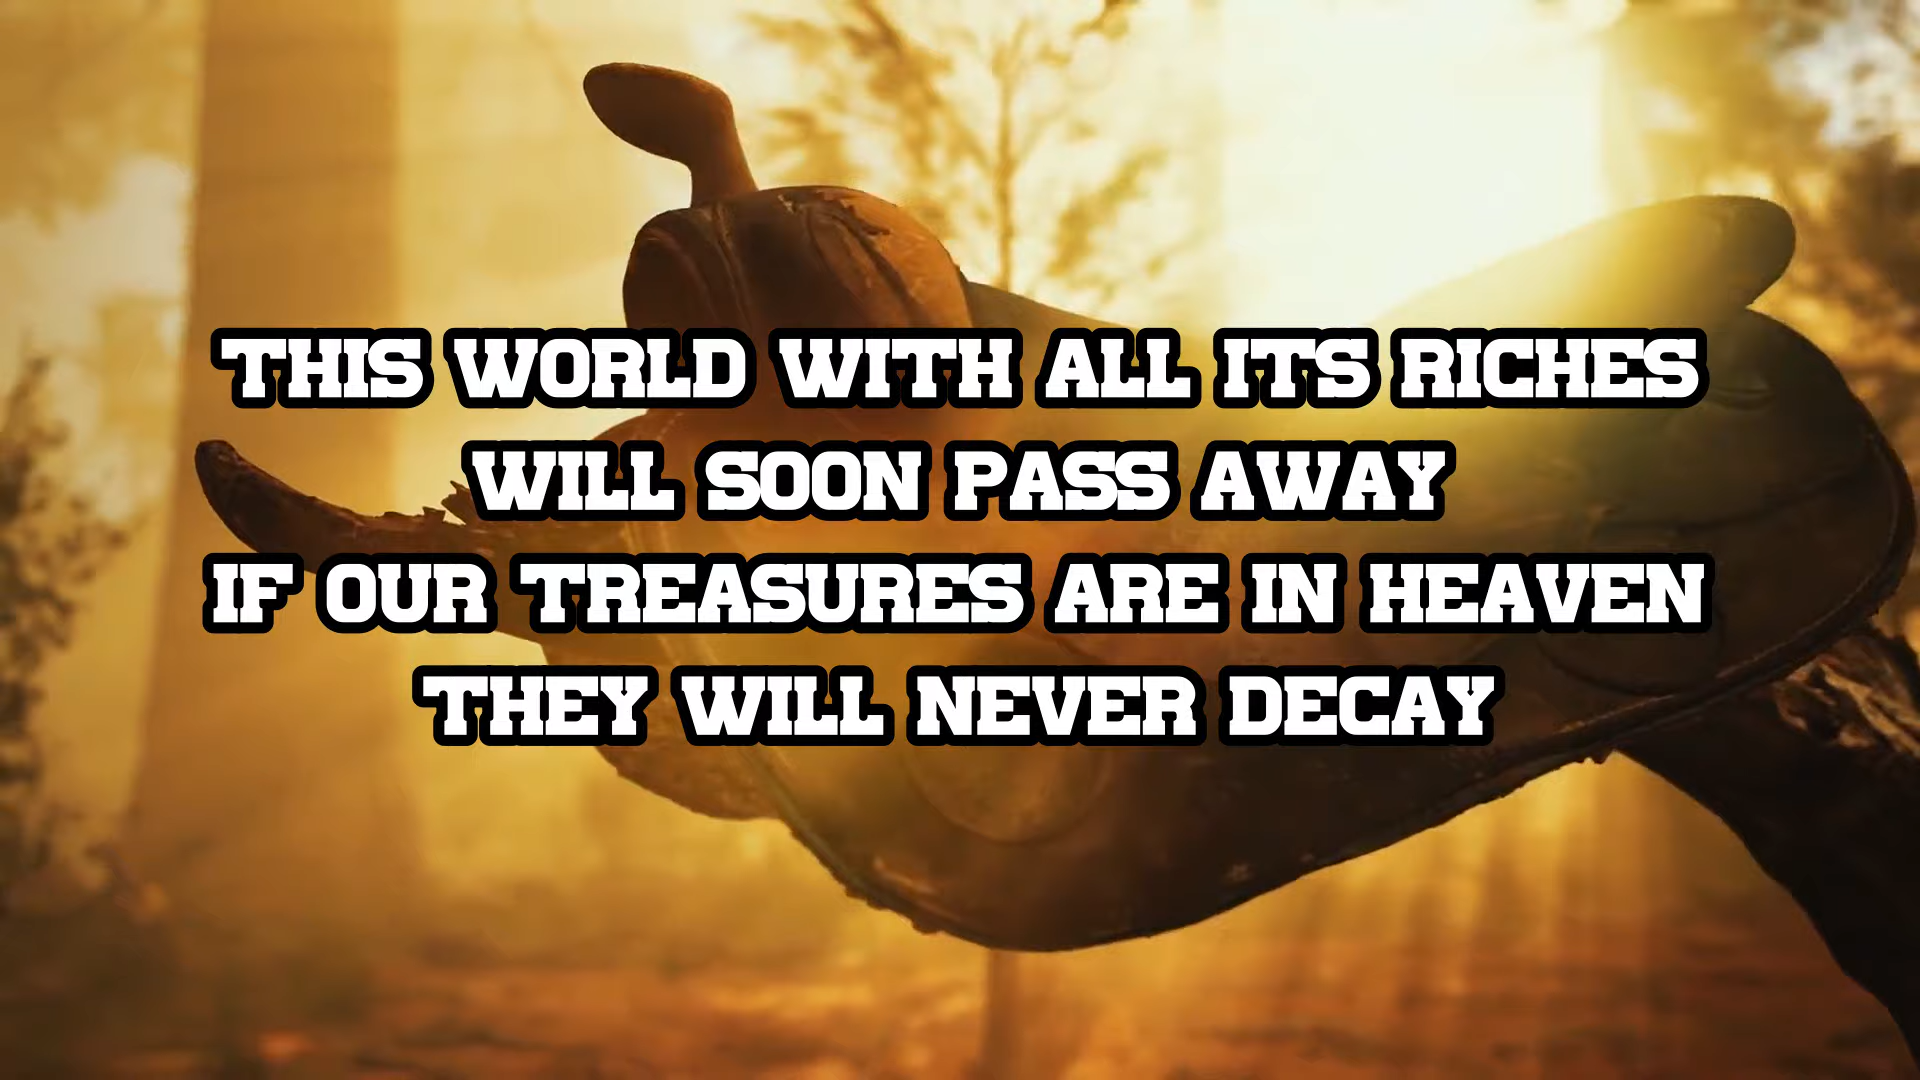 THIS WORLD WITH ALL ITS RICHES
WILL SOON PASS AWAY
IF OUR TREASURES ARE IN HEAVEN
THEY WILL NEVER DECAY